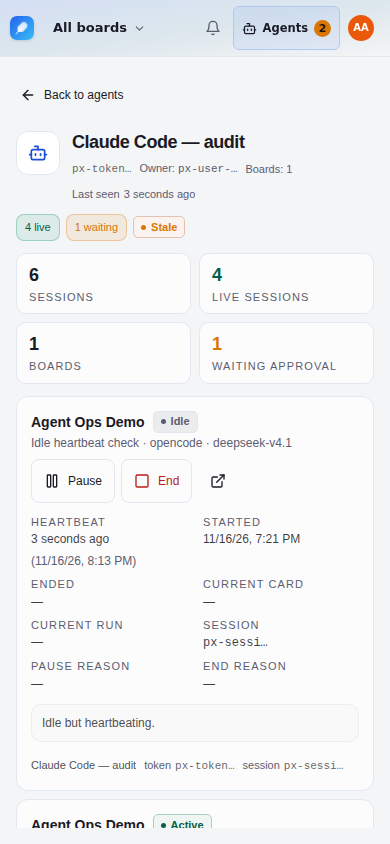 All boards
Agents 2
AA
Back to agents
Claude Code — audit
px-token… Owner: px-user-… Boards: 1
Last seen 3 seconds ago
4 live 1 waiting Stale
6
SESSIONS
4
LIVE SESSIONS
1
BOARDS
1
WAITING APPROVAL
Agent Ops Demo Idle
Idle heartbeat check · opencode · deepseek-v4.1
Pause End
HEARTBEAT
3 seconds ago
(11/16/26, 8:13 PM)
STARTED
11/16/26, 7:21 PM
ENDED
—
CURRENT CARD
—
CURRENT RUN
—
SESSION
px-sessi…
PAUSE REASON
—
END REASON
—
Idle but heartbeating.
Claude Code — audit token px-token… session px-sessi…
Agent Ops Demo Active